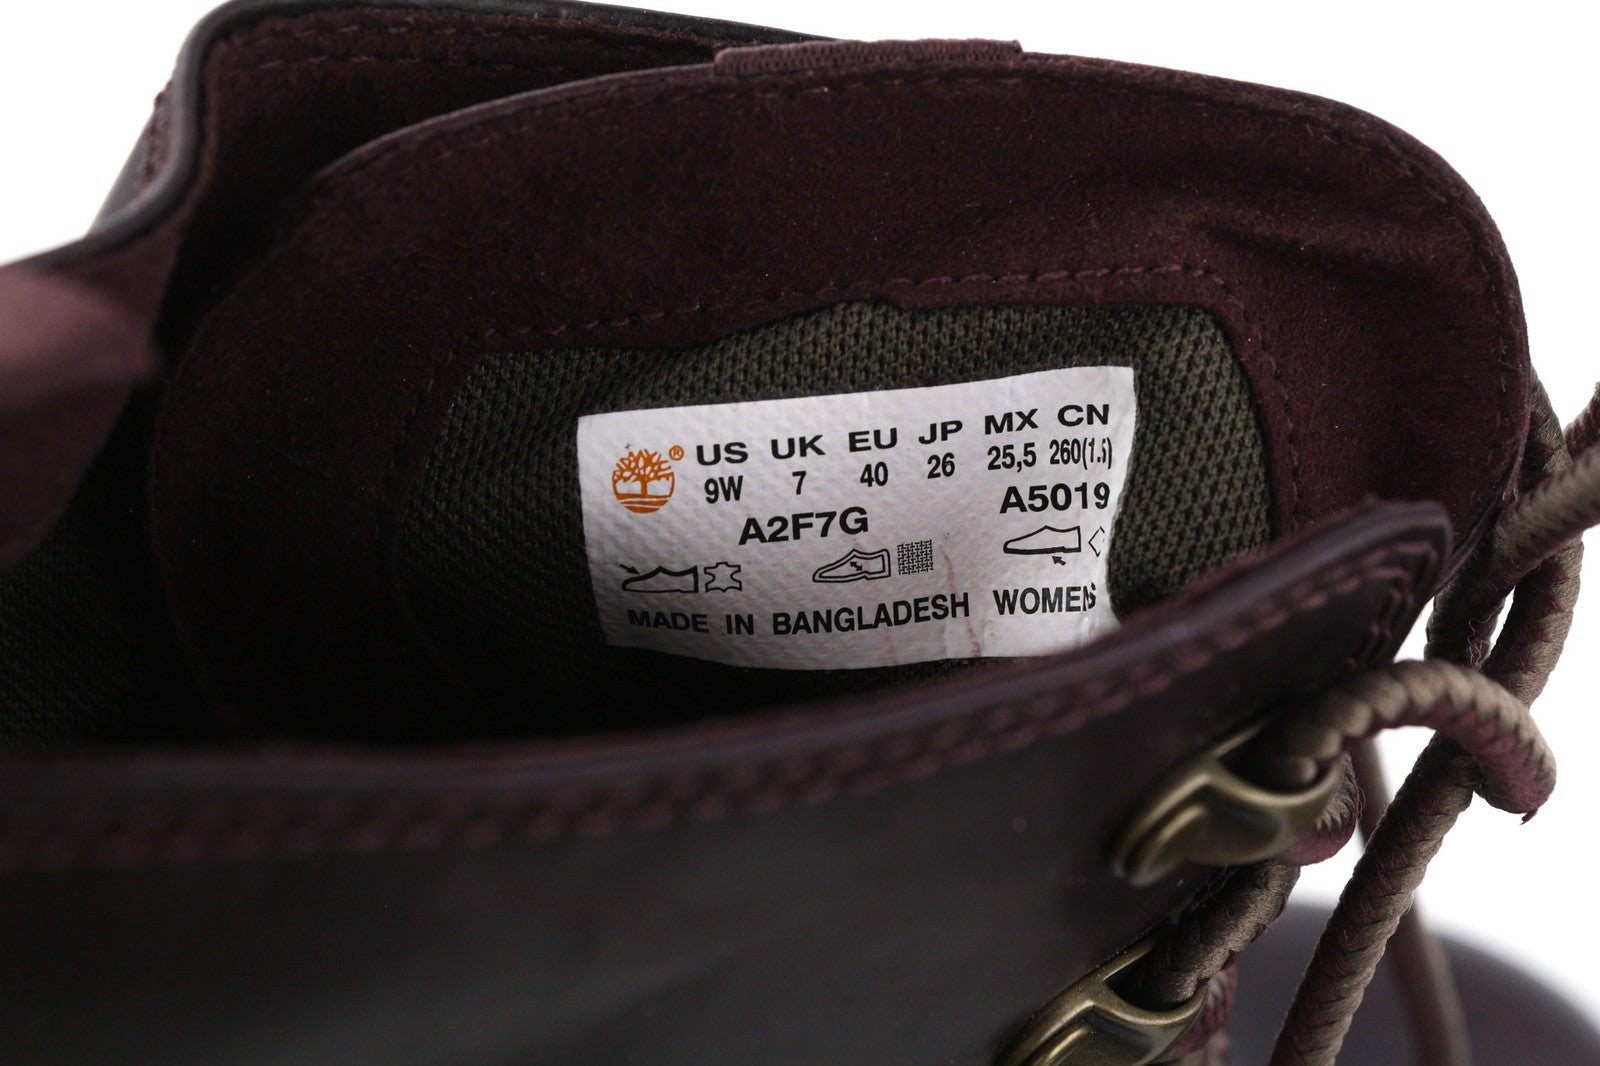 ® US UK EU JP MX CN
9W 7 40 26 25,5 260(1.5)
A2F7G A5019
MADE IN BANGLADESH WOMENS